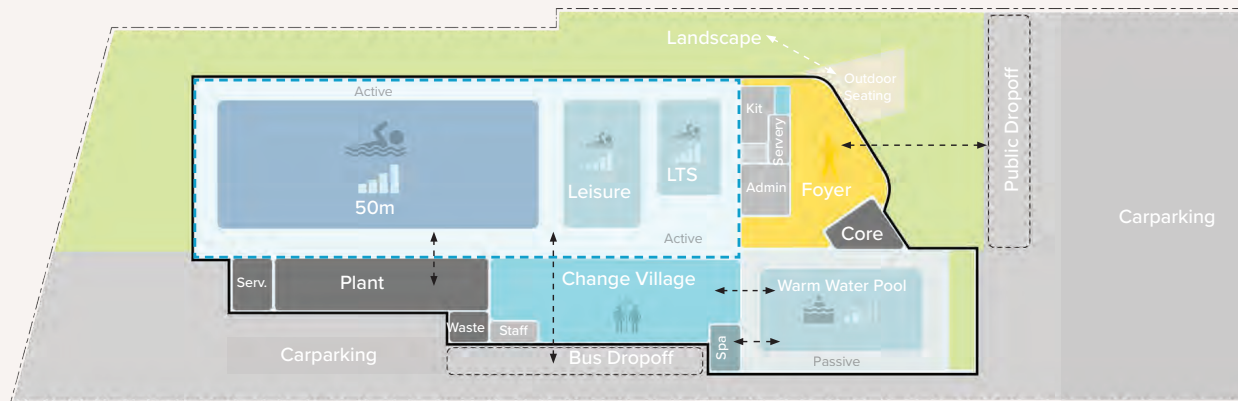 Landscape
Outdoor
Seating
Active
Kit
Servery
Public Dropoff
Leisure
LTS
50m
Admin
Foyer
Carparking
Core
Active
Serv.
Plant
Change Village
Warm Water Pool
Waste
Staff
Spa
Carparking
Bus Dropoff
Passive